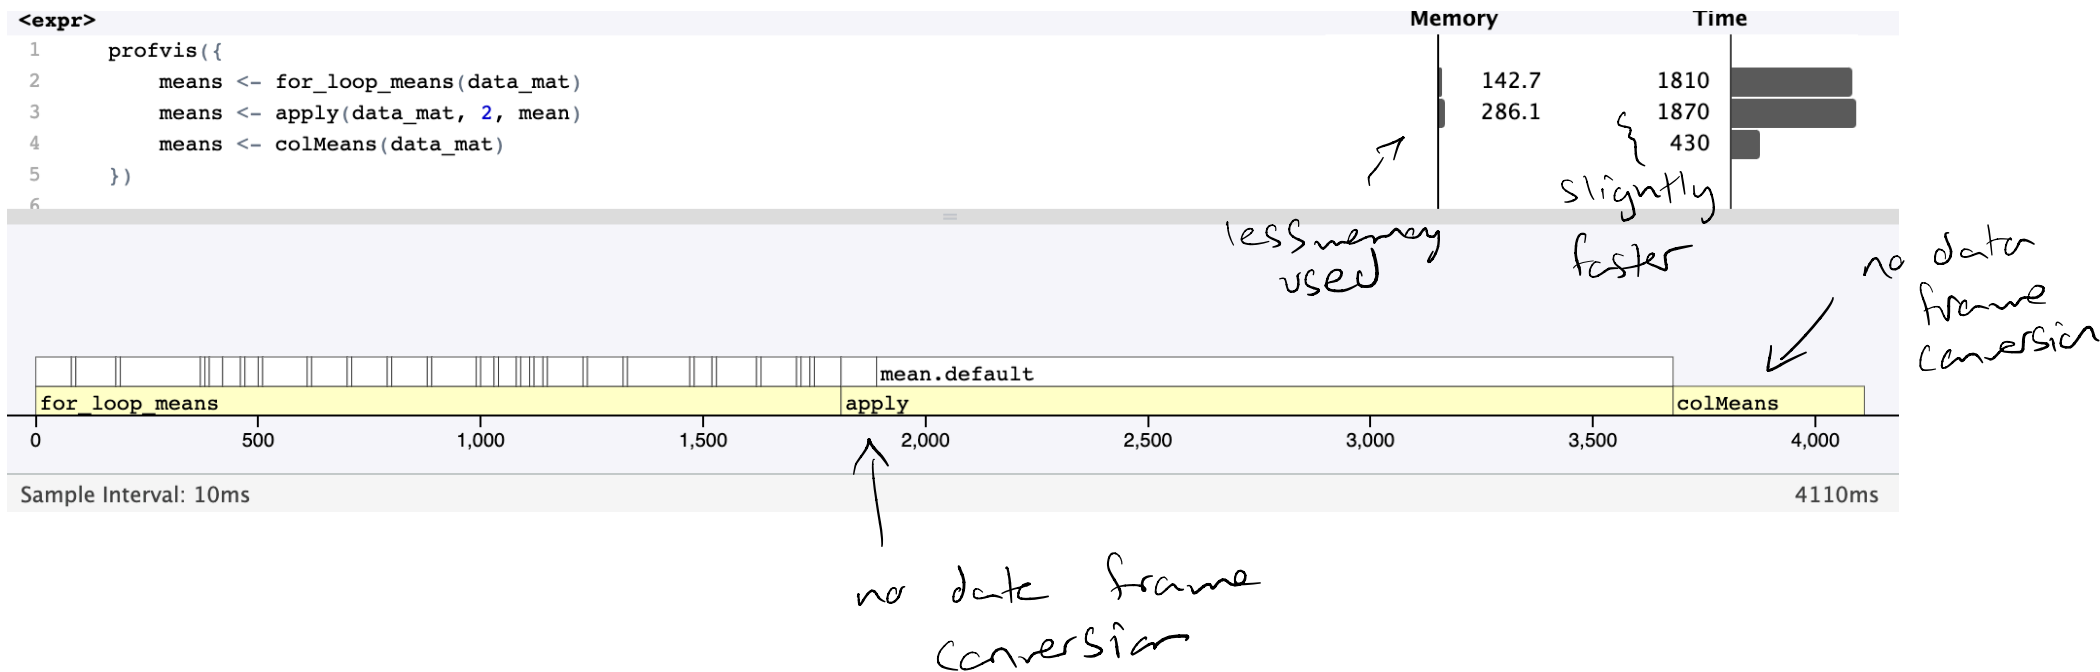 <expr>
Memory
Time
1 profvis({
2 means <- for_loop_means(data_mat) 142.7 1810
3 means <- apply(data_mat, 2, mean) 286.1 1870
4 means <- colMeans(data_mat) 430
5 })
6
less memory
used
slightly
faster
no data
frame
conversion
mean.default
for_loop_means apply colMeans
0 500 1,000 1,500 2,000 2,500 3,000 3,500 4,000
Sample Interval: 10ms 4110ms
no data frame
conversion